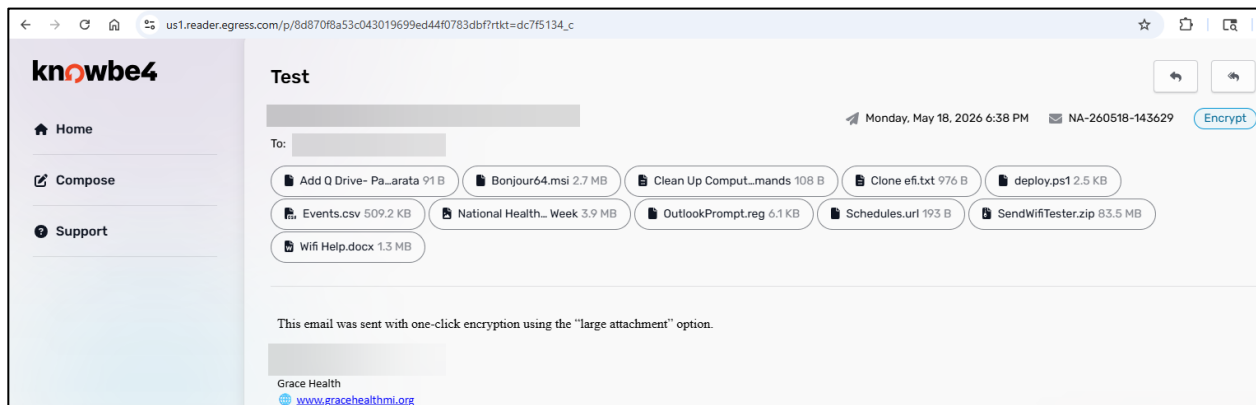 us1.reader.egress.com/p/8d870f8a53c043019699ed44f0783dbf?rtkt=dc7f5134_c
knowbe4
Home
Compose
Support
Test
Monday, May 18, 2026 6:38 PM NA-260518-143629 Encrypt
To:
Add Q Drive- Pa...arata 91 B Bonjour64.msi 2.7 MB Clean Up Comput...mands 108 B Clone efi.txt 976 B deploy.ps1 2.5 KB
Events.csv 509.2 KB National Health... Week 3.9 MB OutlookPrompt.reg 6.1 KB Schedules.url 193 B SendWifiTester.zip 83.5 MB
Wifi Help.docx 1.3 MB
This email was sent with one-click encryption using the “large attachment” option.
Grace Health
www.gracehealthmi.org